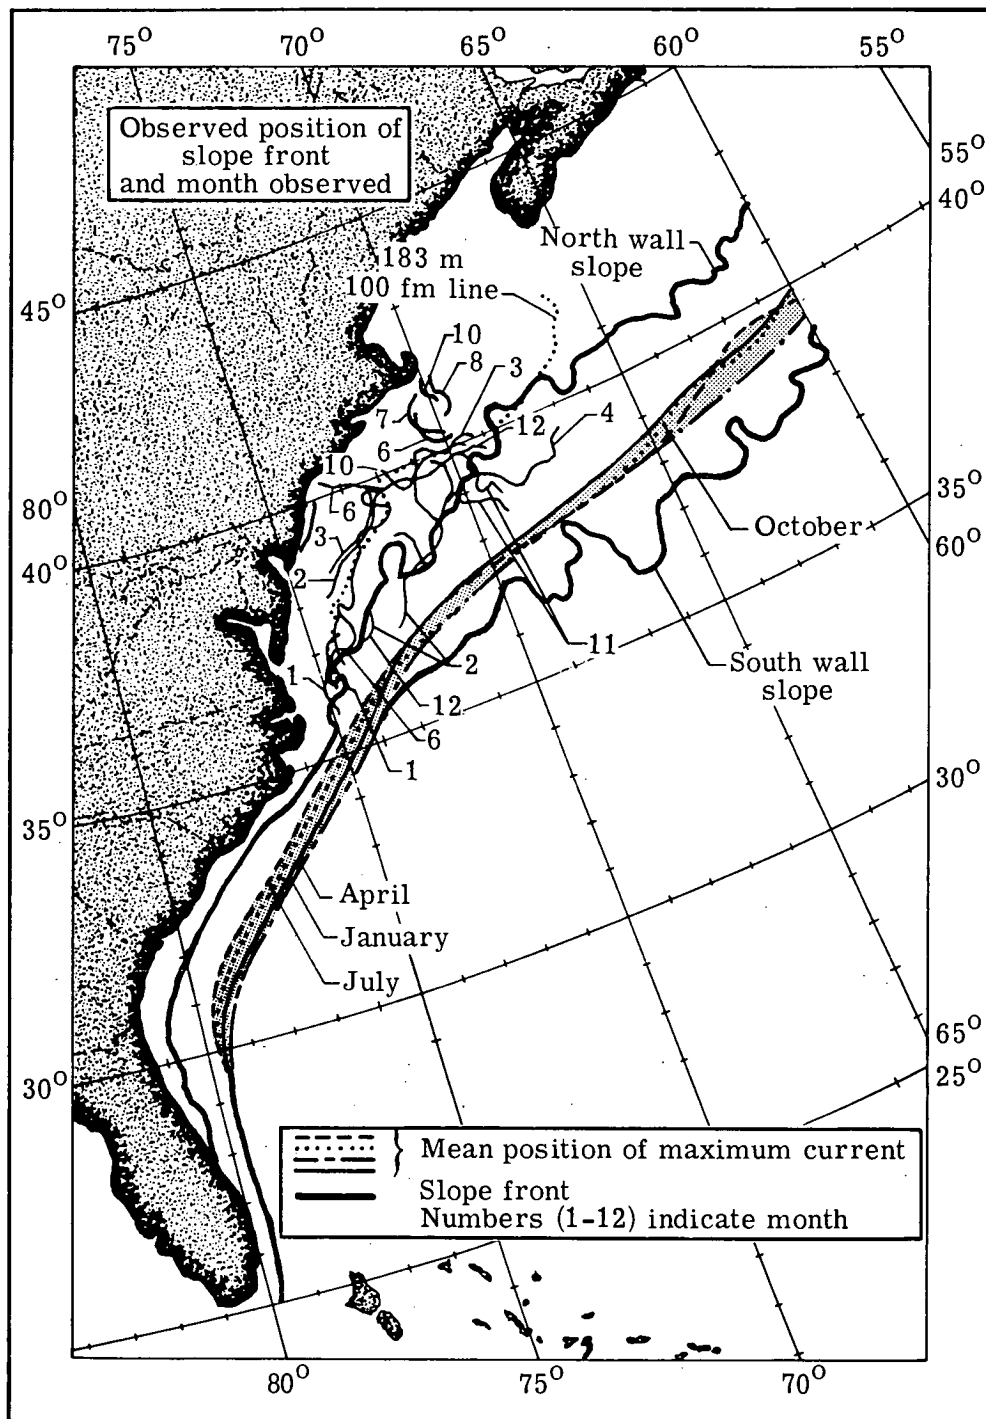 75° 70° 65° 60° 55°
Observed position of
slope front
and month observed
55°
40°
North wall
slope
183 m
100 fm line
45°
10
8
3
7
12
4
6
10
80°
6
35°
October
3
60°
40°
2
11
2
South wall
slope
1
12
6
1
30°
35°
April
January
July
65°
25°
30°
Mean position of maximum current
Slope front
Numbers (1-12) indicate month
80° 75° 70°